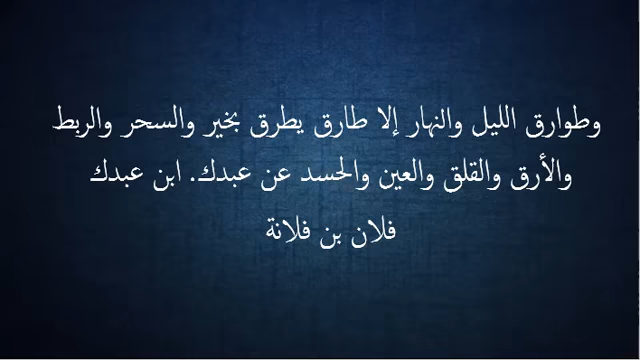 وطوارق الليل والنهار إلا طارق يطرق بخير والسحر والربط
والأرق والقلق والعين والحسد عن عبدك. ابن عبدك
فلان بن فلانة